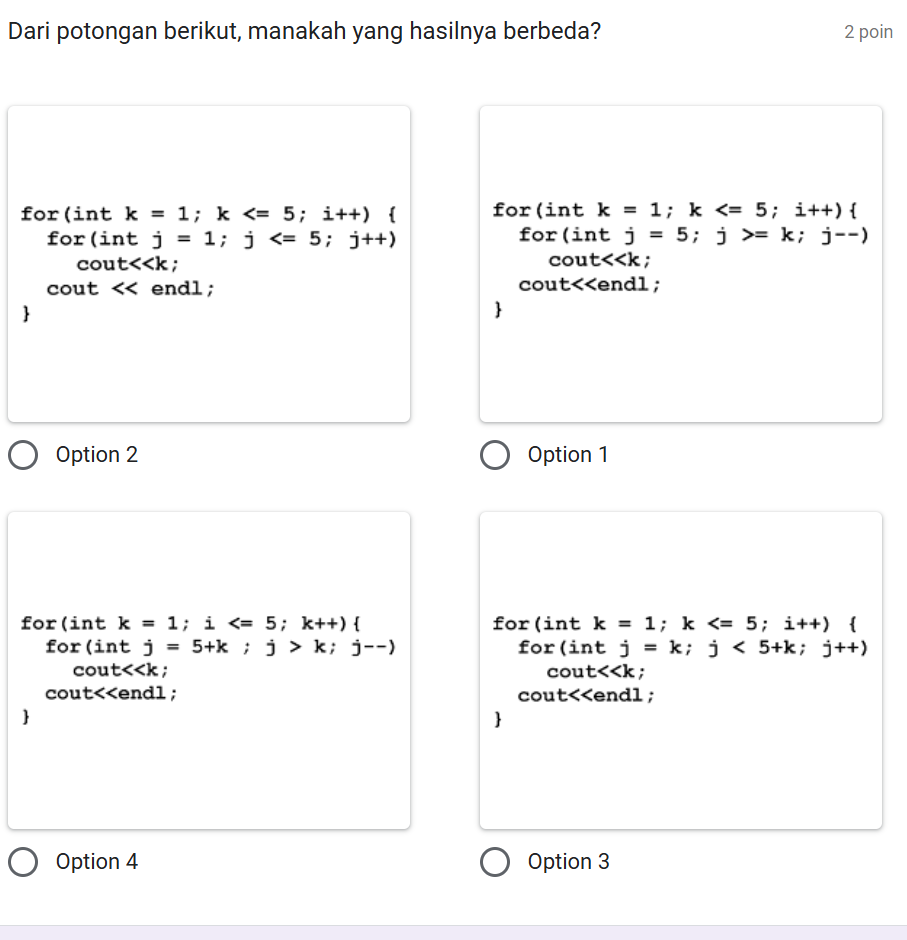 Dari potongan berikut, manakah yang hasilnya berbeda?
2 poin
for(int k = 1; k <= 5; i++) {
for(int j = 1; j <= 5; j++)
cout<<k;
cout << endl;
}
Option 2
for(int k = 1; k <= 5; i++){
for(int j = 5; j >= k; j--)
cout<<k;
cout<<endl;
}
Option 1
for(int k = 1; i <= 5; k++){
for(int j = 5+k ; j > k; j--)
cout<<k;
cout<<endl;
}
Option 4
for(int k = 1; k <= 5; i++) {
for(int j = k; j < 5+k; j++)
cout<<k;
cout<<endl;
}
Option 3